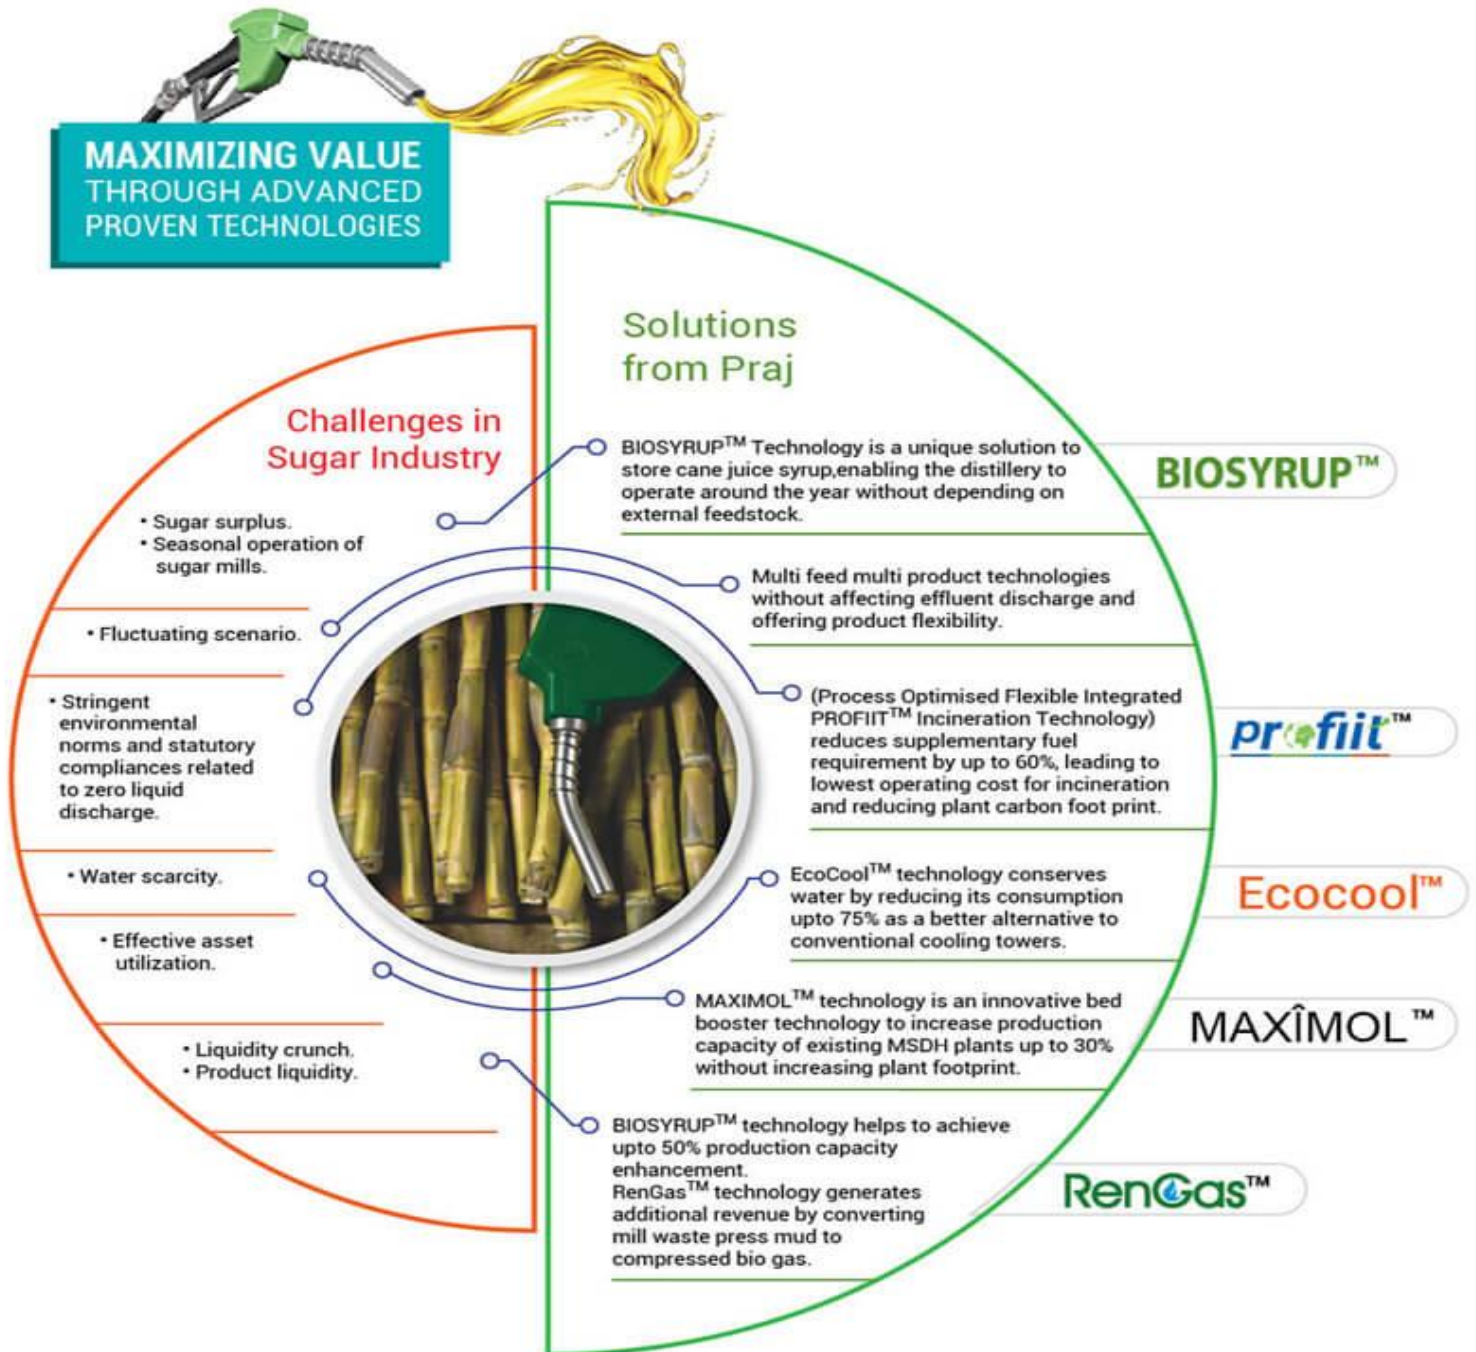 MAXIMIZING VALUE
THROUGH ADVANCED
PROVEN TECHNOLOGIES
Challenges in
Sugar Industry
• Sugar surplus.
• Seasonal operation of
sugar mills.
• Fluctuating scenario.
• Stringent
environmental
norms and statutory
compliances related
to zero liquid
discharge.
• Water scarcity.
• Effective asset
utilization.
• Liquidity crunch.
• Product liquidity.
Solutions
from Praj
BIOSYRUP™ Technology is a unique solution to
store cane juice syrup,enabling the distillery to
operate around the year without depending on
external feedstock.
BIOSYRUP™
Multi feed multi product technologies
without affecting effluent discharge and
offering product flexibility.
(Process Optimised Flexible Integrated
PROFIIT™ Incineration Technology)
reduces supplementary fuel
requirement by up to 60%, leading to
lowest operating cost for incineration
and reducing plant carbon foot print.
profiit™
EcoCool™ technology conserves
water by reducing its consumption
upto 75% as a better alternative to
conventional cooling towers.
Ecocool™
MAXIMOL™ technology is an innovative bed
booster technology to increase production
capacity of existing MSDH plants up to 30%
without increasing plant footprint.
MAXÎMOL™
BIOSYRUP™ technology helps to achieve
upto 50% production capacity
enhancement.
RenGas™ technology generates
additional revenue by converting
mill waste press mud to
compressed bio gas.
RenGas™